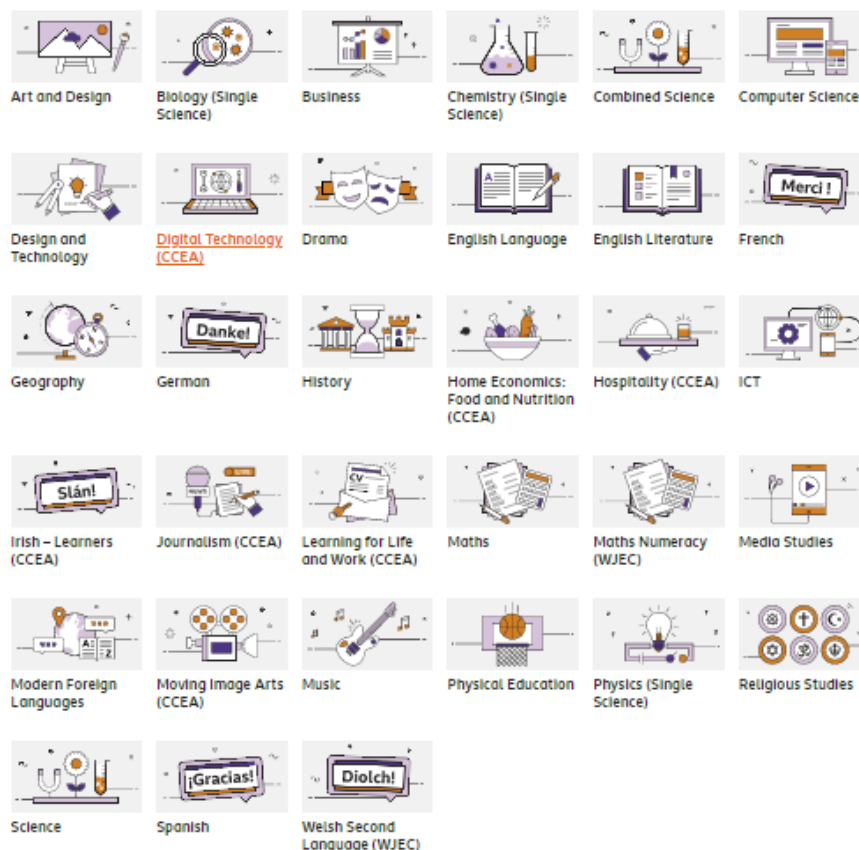 Art and Design
Biology (Single
Science)
Business
Chemistry (Single
Science)
Combined Science
Computer Science
Design and
Technology
Digital Technology
(CCEA)
Drama
A
English Language
English Literature
Merci !
French
Geography
Danke!
German
History
Home Economics:
Food and Nutrition
(CCEA)
Hospitality (CCEA)
ICT
Slán!
Irish – Learners
(CCEA)
NEWS
LIVE
Journalism (CCEA)
CV
Learning for Life
and Work (CCEA)
Maths
Maths Numeracy
(WJEC)
Media Studies
A
Z
Modern Foreign
Languages
Moving Image Arts
(CCEA)
Music
Physical Education
Physics (Single
Science)
Religious Studies
Science
¡Gracias!
Spanish
Diolch!
Welsh Second
Language (WJEC)